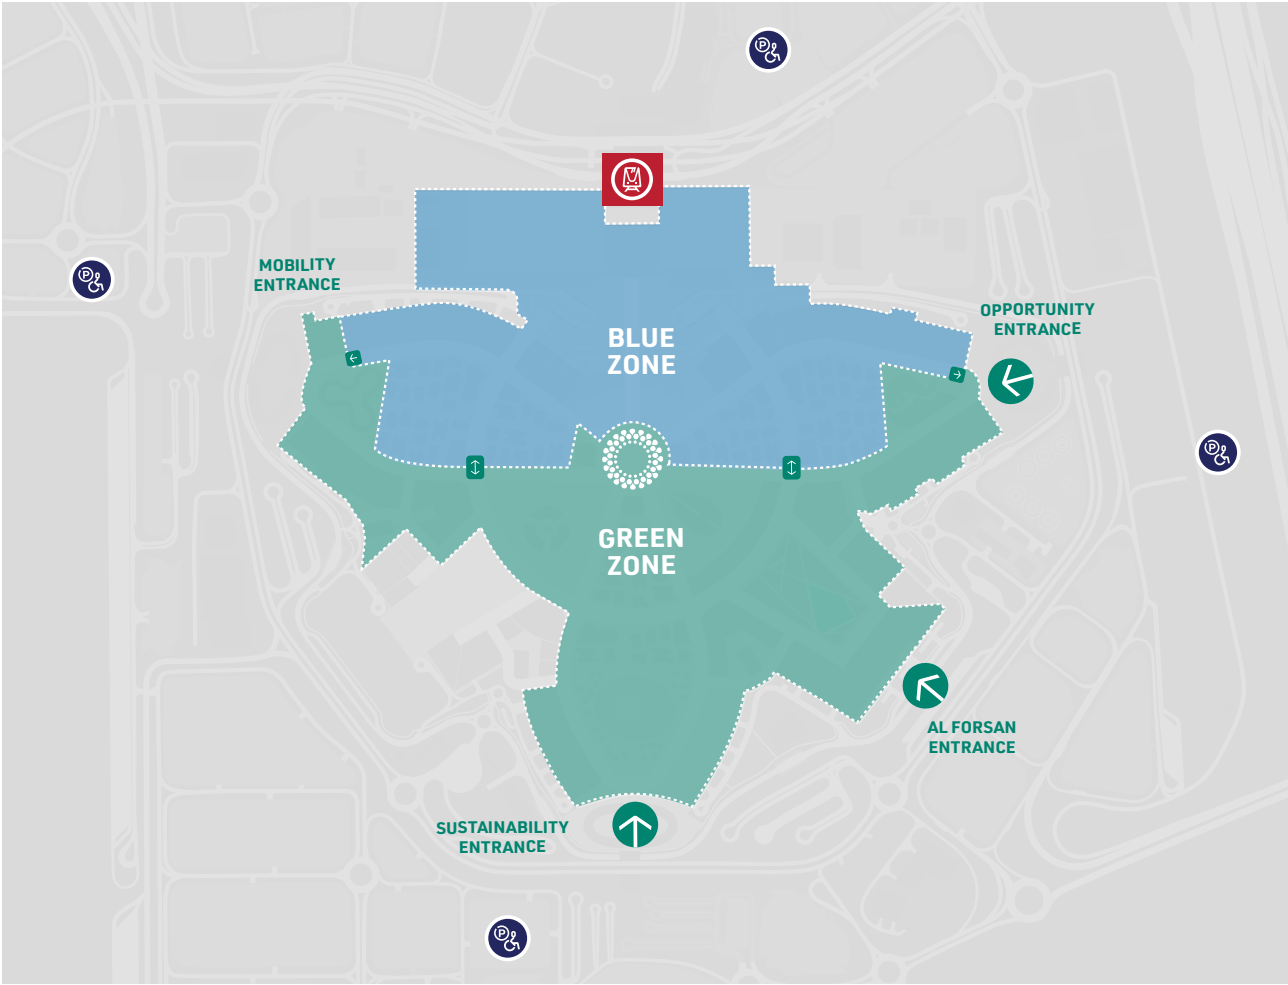 MOBILITY
ENTRANCE
OPPORTUNITY
ENTRANCE
BLUE
ZONE
GREEN
ZONE
AL FORSAN
ENTRANCE
SUSTAINABILITY
ENTRANCE
P
P
P
P